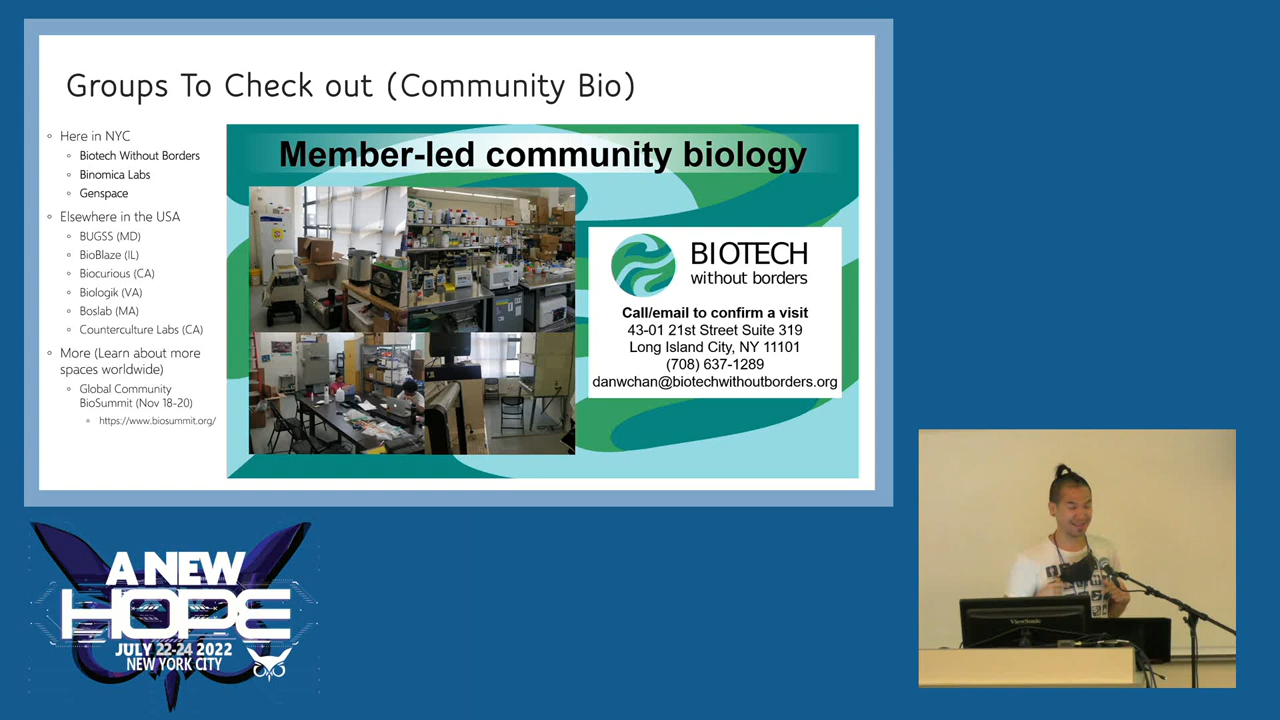 Groups To Check out (Community Bio)
Here in NYC
Biotech Without Borders
Binomica Labs
Genspace
Elsewhere in the USA
BUGSS (MD)
BioBlaze (IL)
Biocurious (CA)
Biologik (VA)
Boslab (MA)
Counterculture Labs (CA)
More (Learn about more
spaces worldwide)
Global Community
BioSummit (Nov 18-20)
https://www.biosummit.org/
Member-led community biology
BIOTECH
without borders
Call/email to confirm a visit
43-01 21st Street Suite 319
Long Island City, NY 11101
(708) 637-1289
danwchan@biotechwithoutborders.org
A NEW
HOPE
JULY 22-24 2022
NEW YORK CITY
ViewSonic